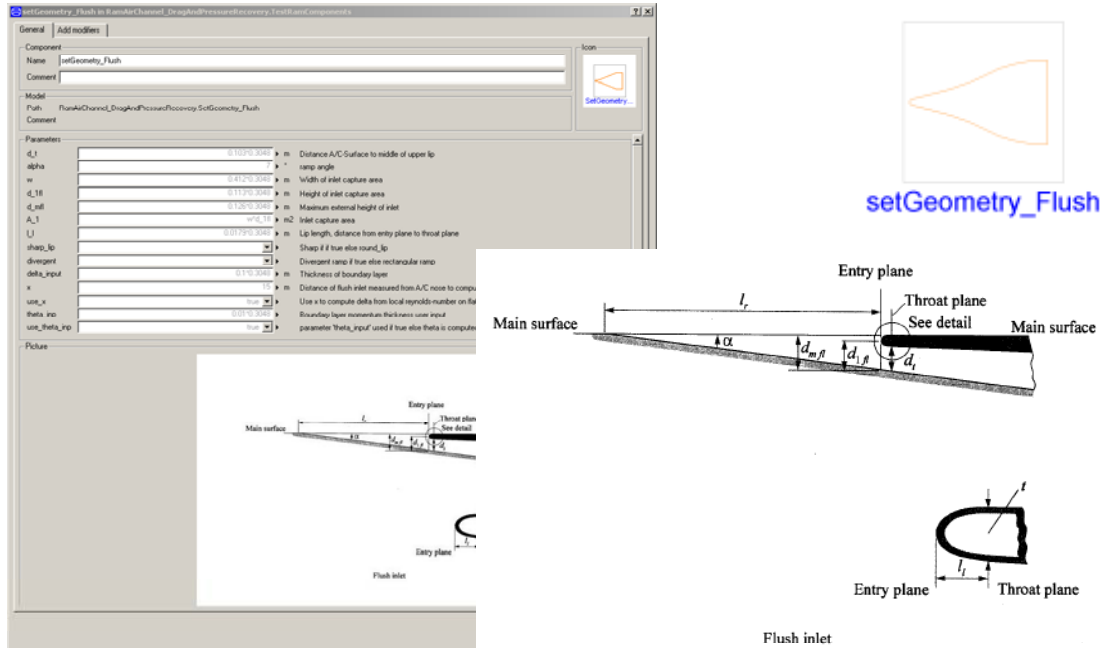 setGeometry_Flush in RamAirChannel_DragAndPressureRecovery.TestRamComponents
General Add modifiers
Component
Name setGeometry_Flush
Comment
Icon
SetGeometry...
Model
Path RamAirChannel_DragAndPressureRecovery.SetGeometry_Flush
Comment
Parameters
d_t 0.103*0.3048 m Distance A/C-Surface to middle of upper lip
alpha 7 ° ramp angle
w 0.412*0.3048 m Width of inlet capture area
d_1fl 0.113*0.3048 m Height of inlet capture area
d_mfl 0.126*0.3048 m Maximum external height of inlet
A_1 w*d_1fl m2 Inlet capture area
l_l 0.0179*0.3048 m Lip length, distance from entry plane to throat plane
sharp_lip Sharp if if true else round_lip
divergent Divergent ramp if true else rectangular ramp
delta_input 0.1*0.3048 m Thickness of boundary layer
x 15 m Distance of flush inlet measured from A/C nose to compu
use_x true Use x to compute delta from local reynolds-number on fla
theta_inp 0.01*0.3048 m Boundary layer momentum thickness user input
use_theta_inp true parameter 'theta_input' used if true else theta is compute
Picture
Entry plane
Throat plan
See detail
Main surface
Entry plane
Flush inlet
setGeometry_Flush
Entry plane
l_r
Throat plane
See detail
Main surface
Main surface
α
d_m fl
d_1 fl
d_t
t
l_l
Entry plane
Throat plane
Flush inlet